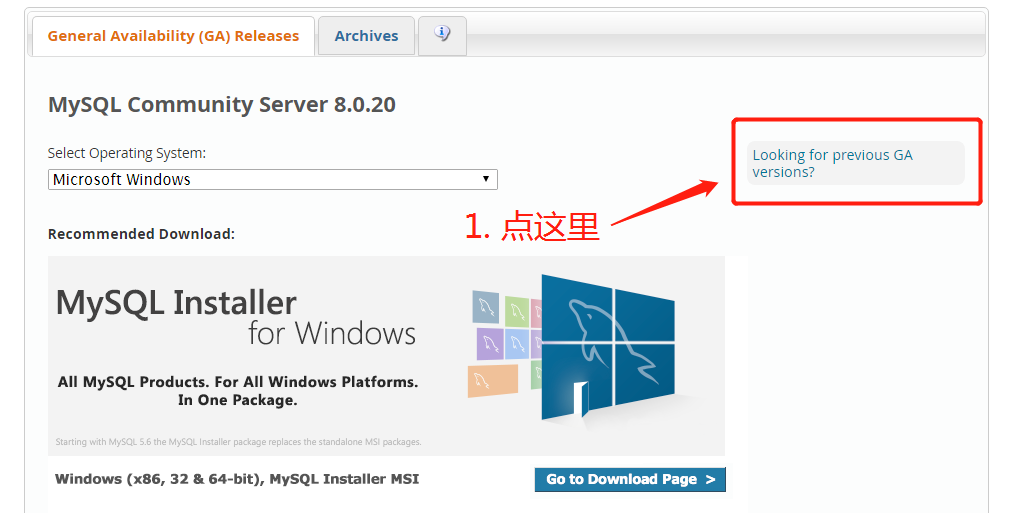 General Availability (GA) Releases
Archives
MySQL Community Server 8.0.20
Select Operating System:
Microsoft Windows
Looking for previous GA
versions?
1. 点这里
Recommended Download:
MySQL Installer
for Windows
All MySQL Products. For All Windows Platforms.
In One Package.
Starting with MySQL 5.6 the MySQL Installer package replaces the standalone MSI packages.
Windows (x86, 32 & 64-bit), MySQL Installer MSI
Go to Download Page >